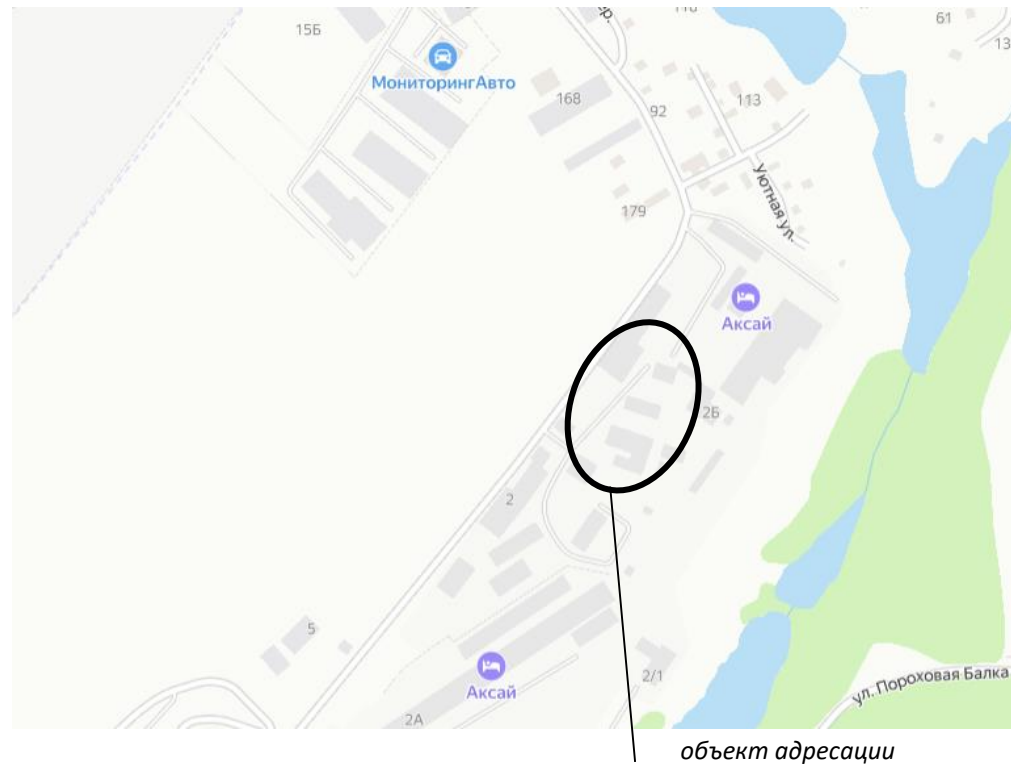 15Б
61
13
МониторингАвто
168
92
113
Уютная ул.
179
Аксай
2Б
2
5
Аксай
2/1
2А
ул. Пороховая Балка
объект адресации